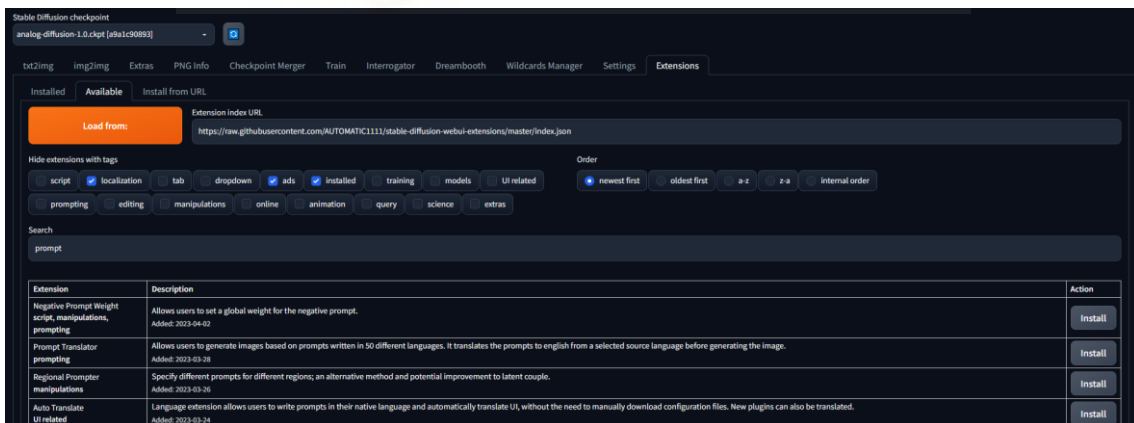 Stable Diffusion checkpoint
analog-diffusion-1.0.ckpt [a9a1c90893]
txt2img img2img Extras PNG Info Checkpoint Merger Train Interrogator Dreambooth Wildcards Manager Settings Extensions
Installed Available Install from URL
Load from:
Extension index URL
https://raw.githubusercontent.com/AUTOMATIC1111/stable-diffusion-webui-extensions/master/index.json
Hide extensions with tags
script localization tab dropdown ads installed training models UI related
prompting editing manipulations online animation query science extras
Order
newest first oldest first a-z z-a internal order
Search
prompt
Extension Description Action
Negative Prompt Weight
script, manipulations,
prompting
Allows users to set a global weight for the negative prompt.
Added: 2023-04-02
Install
Prompt Translator
prompting
Allows users to generate images based on prompts written in 50 different languages. It translates the prompts to english from a selected source language before generating the image.
Added: 2023-03-28
Install
Regional Prompter
manipulations
Specify different prompts for different regions; an alternative method and potential improvement to latent couple.
Added: 2023-03-26
Install
Auto Translate
UI related
Language extension allows users to write prompts in their native language and automatically translate UI, without the need to manually download configuration files. New plugins can also be translated.
Added: 2023-03-24
Install